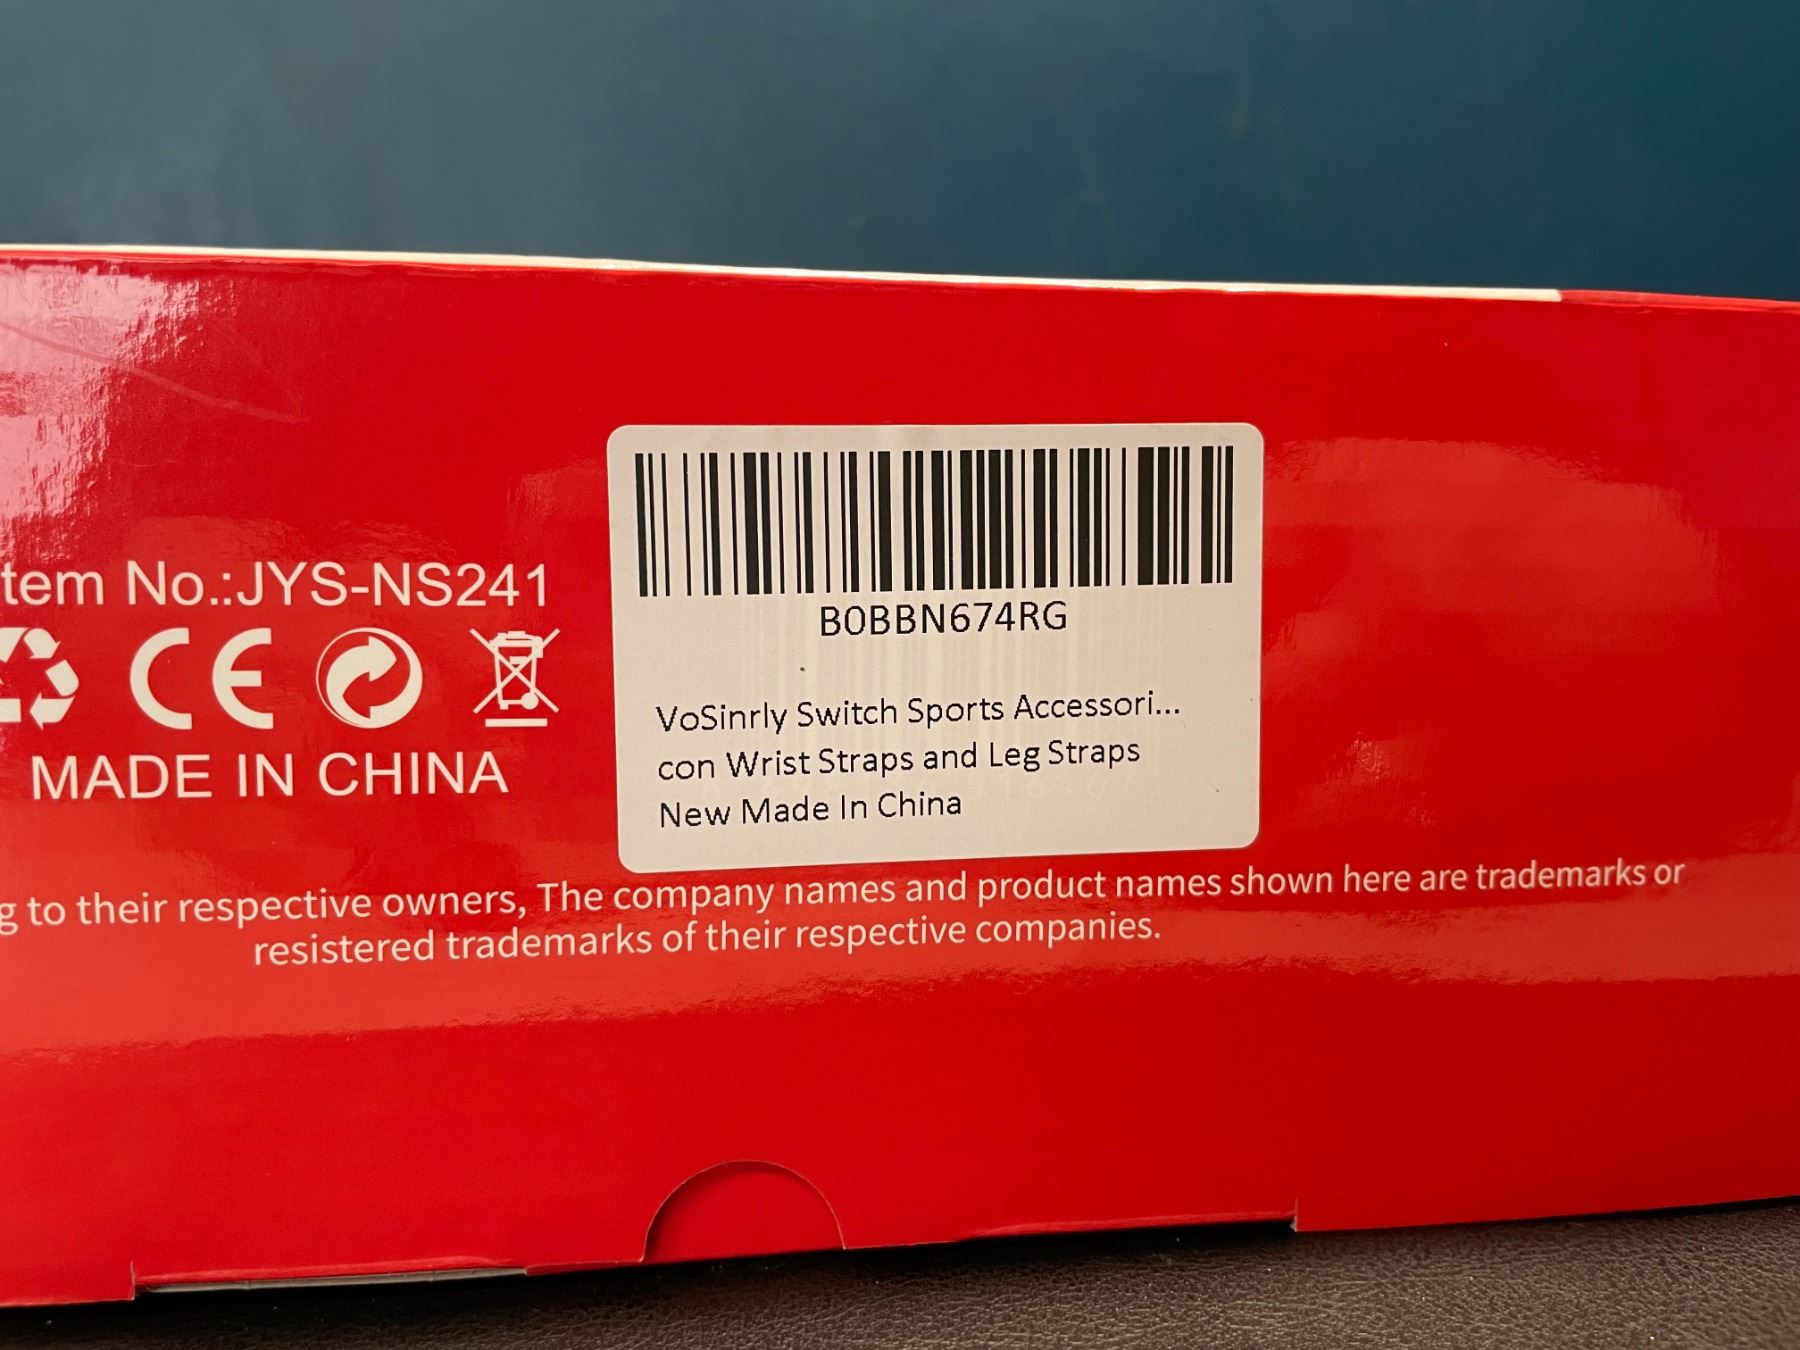 tem No.:JYS-NS241
MADE IN CHINA
B0BBN674RG
VoSinrly Switch Sports Accessori...
con Wrist Straps and Leg Straps
New Made In China
g to their respective owners, The company names and product names shown here are trademarks or
resistered trademarks of their respective companies.